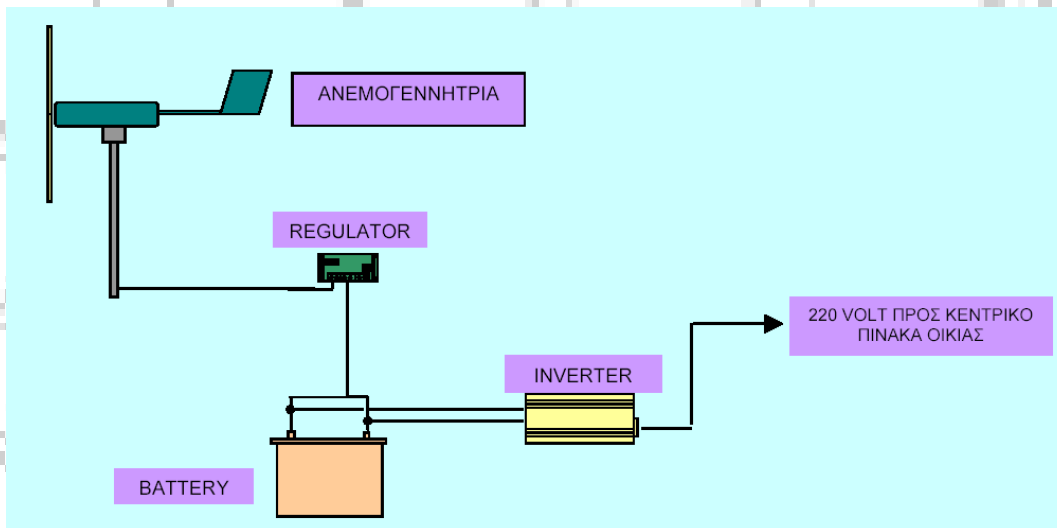 ΑΝΕΜΟΓΕΝΝΗΤΡΙΑ
REGULATOR
220 VOLT ΠΡΟΣ ΚΕΝΤΡΙΚΟ
ΠΙΝΑΚΑ ΟΙΚΙΑΣ
INVERTER
BATTERY